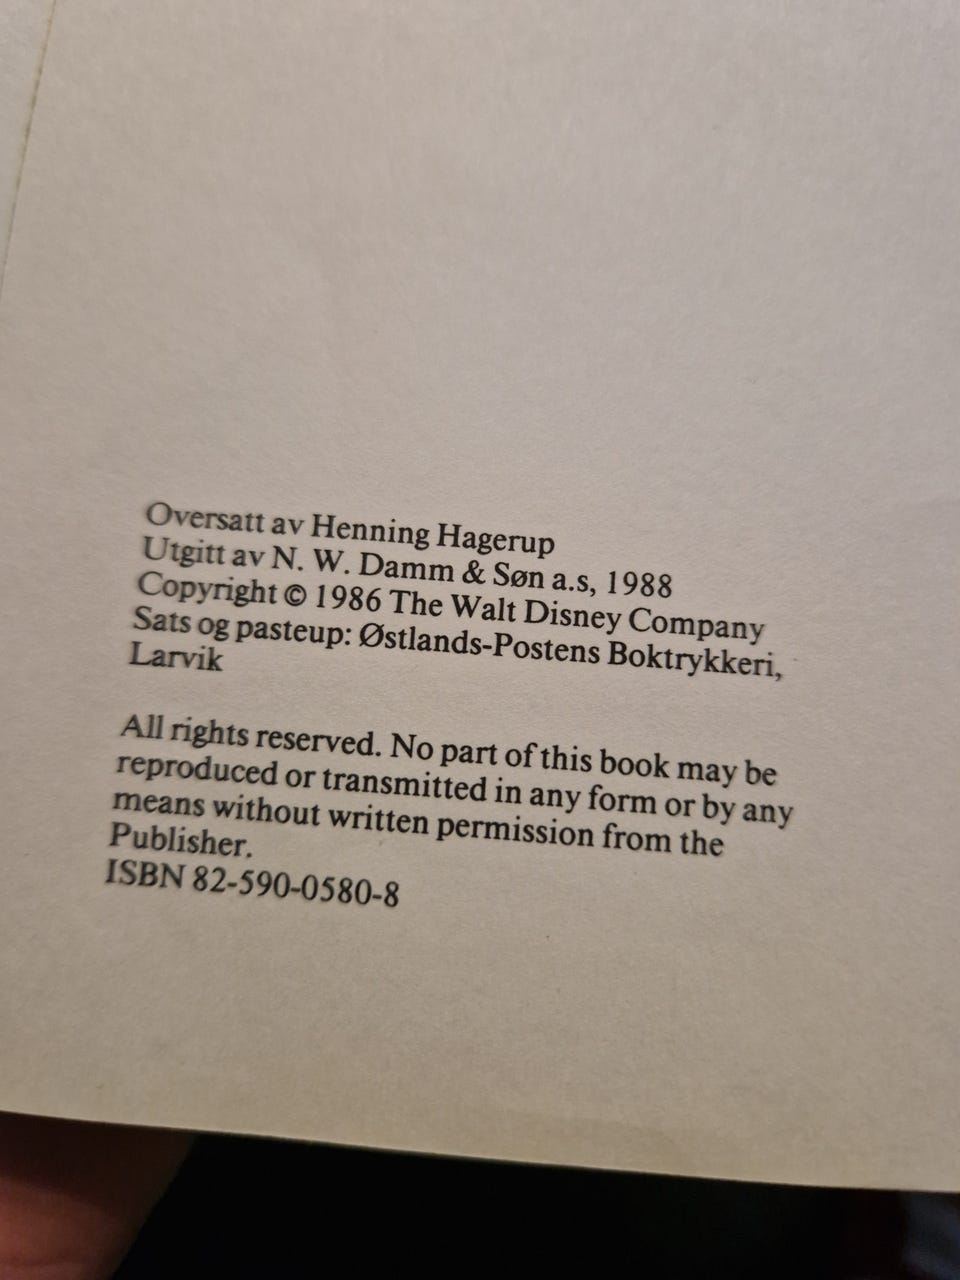 Oversatt av Henning Hagerup
Utgitt av N. W. Damm & Søn a.s, 1988
Copyright © 1986 The Walt Disney Company
Sats og pasteup: Østlands-Postens Boktrykkeri,
Larvik
All rights reserved. No part of this book may be
reproduced or transmitted in any form or by any
means without written permission from the
Publisher.
ISBN 82-590-0580-8